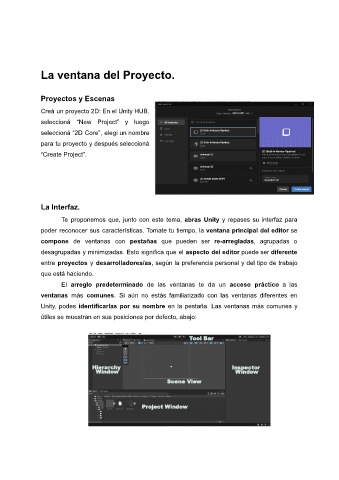 La ventana del Proyecto.
Proyectos y Escenas
Creá un proyecto 2D: En el Unity HUB,
seleccioná “New Project” y luego
seleccioná “2D Core”, elegí un nombre
para tu proyecto y después seleccioná
“Create Project”.
La Interfaz.
Te proponemos que, junto con este tema, abras Unity y repases su interfaz para
poder reconocer sus características. Tomate tu tiempo, la ventana principal del editor se
compone de ventanas con pestañas que pueden ser re-arregladas, agrupadas o
desagrupadas y minimizadas. Esto significa que el aspecto del editor puede ser diferente
entre proyectos y desarrolladores/as, según la preferencia personal y del tipo de trabajo
que está haciendo.
El arreglo predeterminado de las ventanas te da un acceso práctico a las
ventanas más comunes. Si aún no estás familiarizado con las ventanas diferentes en
Unity, podes identificarlas por su nombre en la pestaña. Las ventanas más comunes y
útiles se muestran en sus posiciones por defecto, abajo:
Tool Bar
Hierarchy
Window
Scene View
Inspector
Window
Project Window